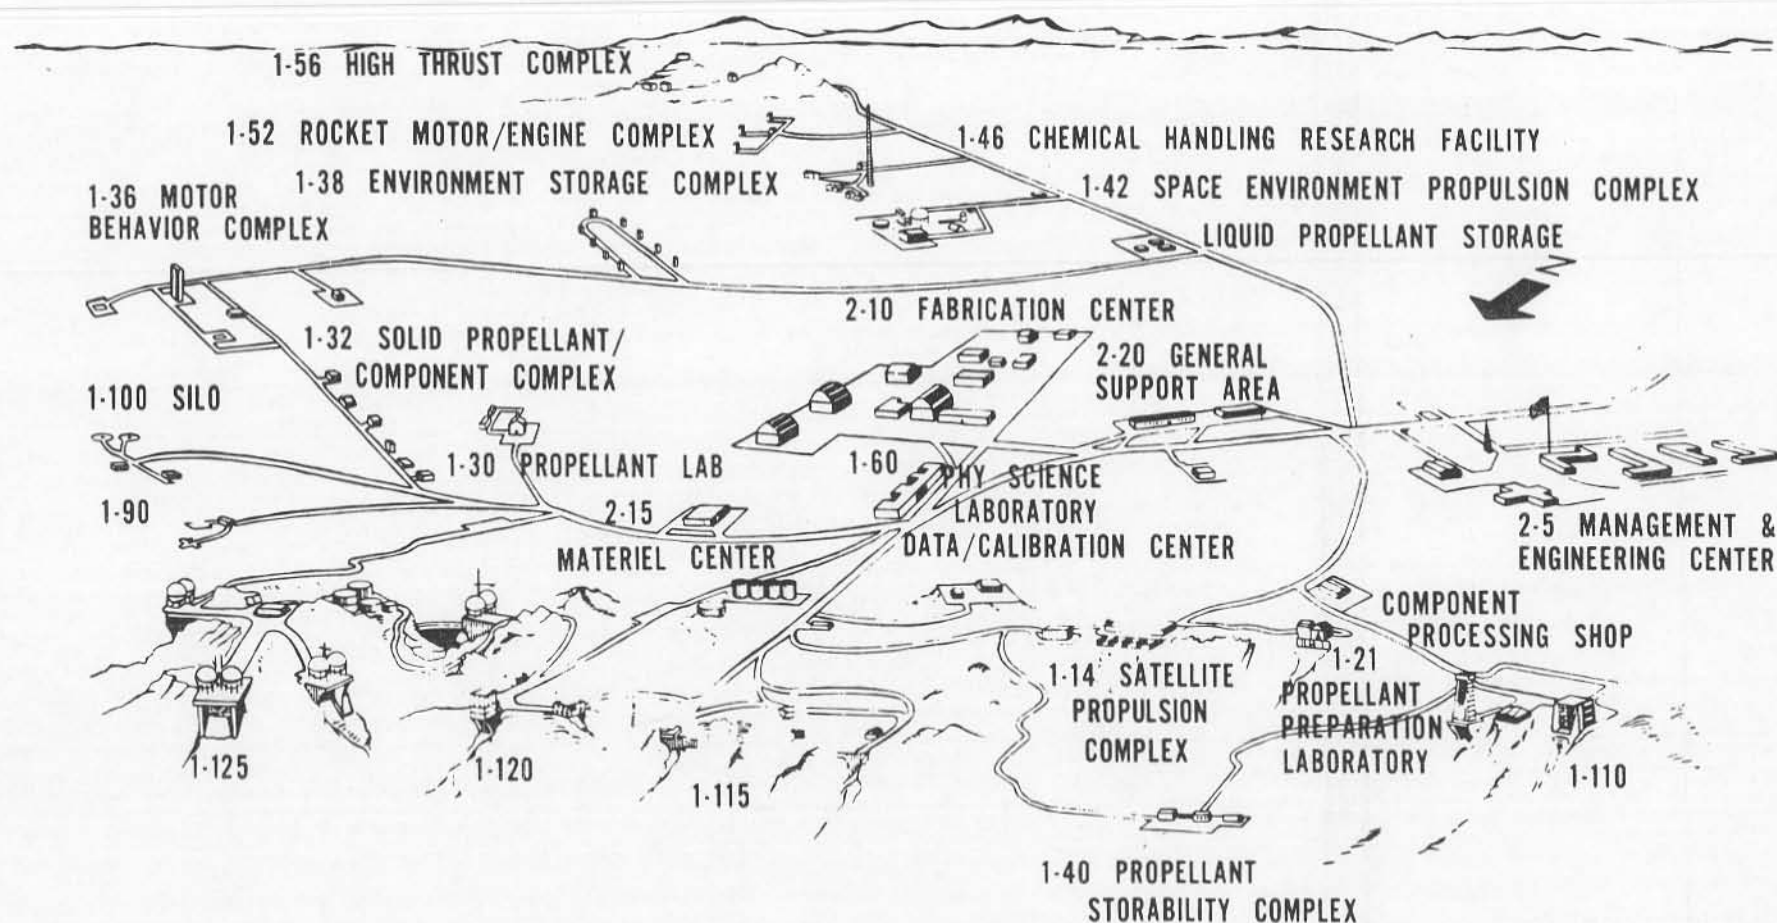 1-56 HIGH THRUST COMPLEX
1-52 ROCKET MOTOR/ENGINE COMPLEX
1-46 CHEMICAL HANDLING RESEARCH FACILITY
1-38 ENVIRONMENT STORAGE COMPLEX
1-42 SPACE ENVIRONMENT PROPULSION COMPLEX
1-36 MOTOR
BEHAVIOR COMPLEX
LIQUID PROPELLANT STORAGE
N
2-10 FABRICATION CENTER
1-32 SOLID PROPELLANT/
COMPONENT COMPLEX
2-20 GENERAL
SUPPORT AREA
1-100 SILO
1-30 PROPELLANT LAB
1-60
PHY SCIENCE
LABORATORY
DATA/CALIBRATION CENTER
1-90
2-15
MATERIEL CENTER
2-5 MANAGEMENT &
ENGINEERING CENTER
COMPONENT
PROCESSING SHOP
1-14 SATELLITE
PROPULSION
COMPLEX
1-21
PROPELLANT
PREPARATION
LABORATORY
1-125
1-120
1-115
1-110
1-40 PROPELLANT
STORABILITY COMPLEX